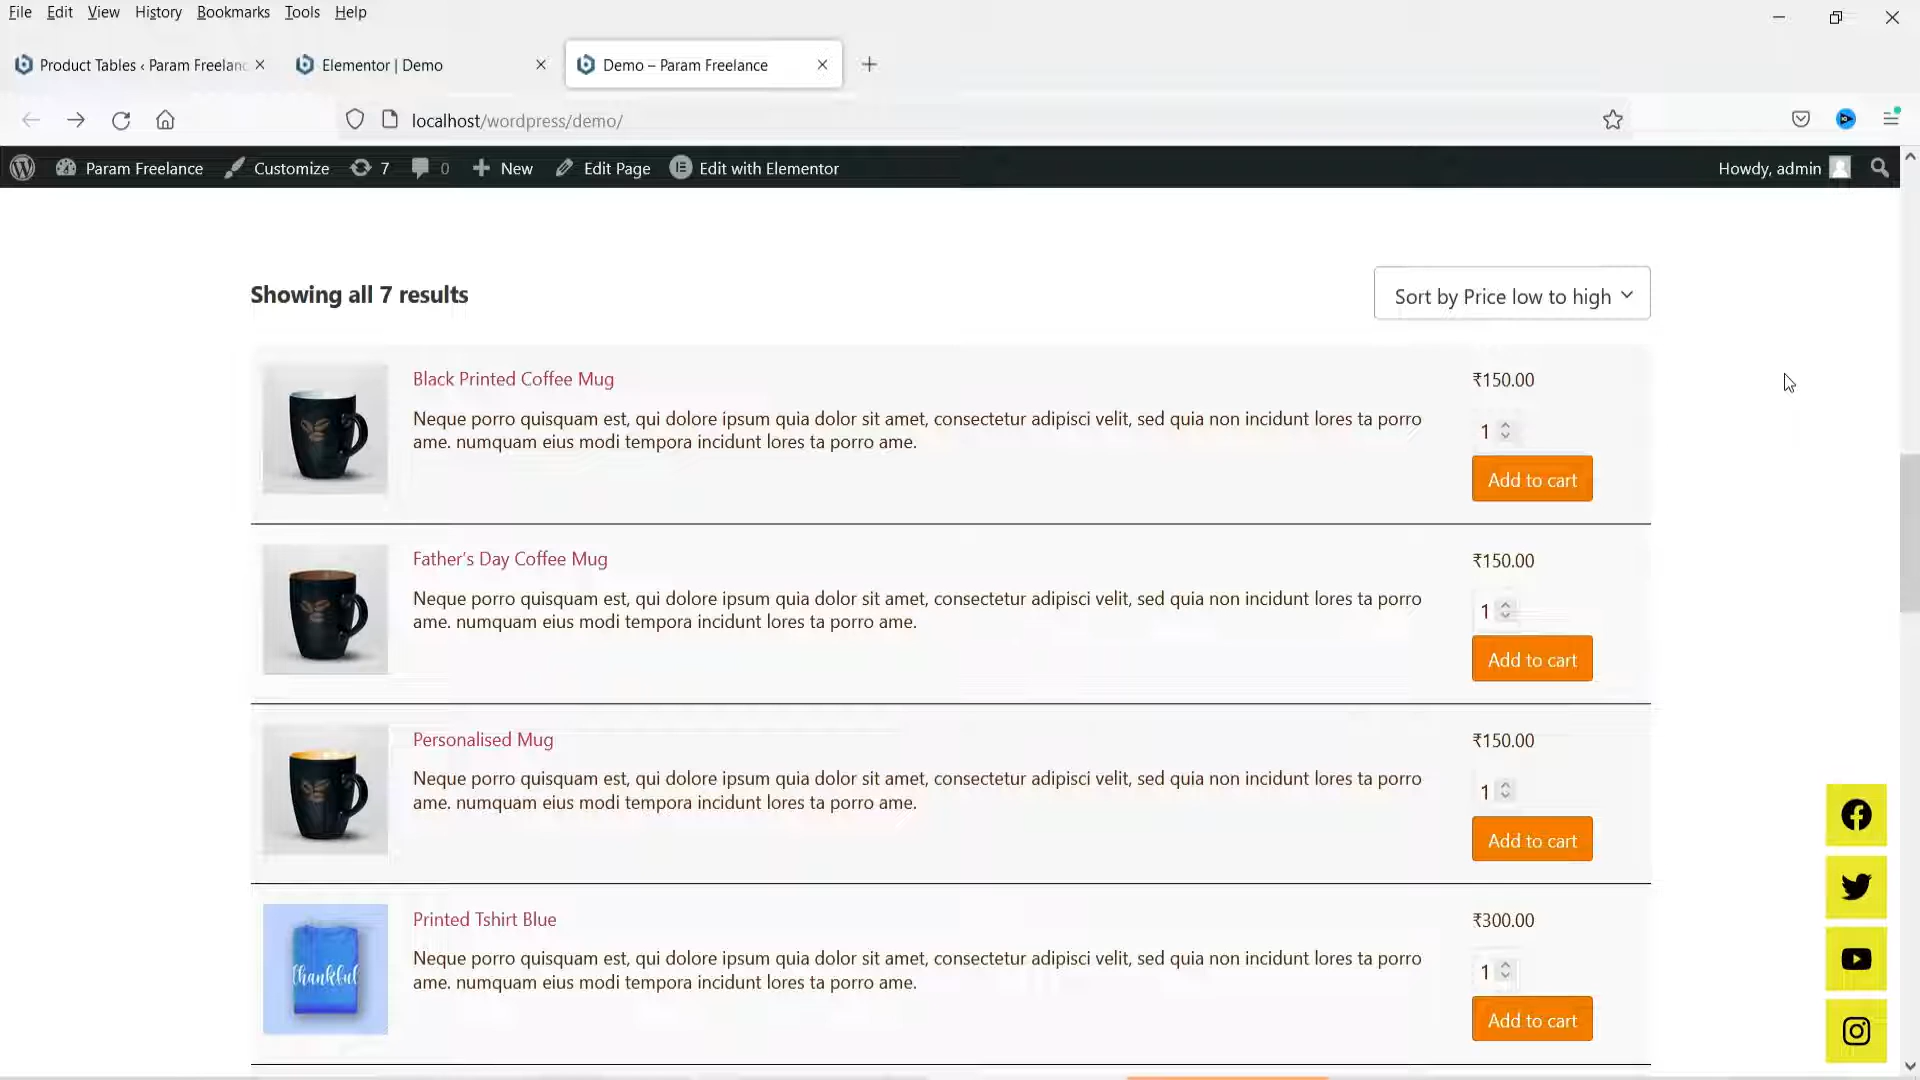 File Edit View History Bookmarks Tools Help
Product Tables ‹ Param Freelanc
Elementor | Demo
Demo – Param Freelance
localhost/wordpress/demo/
Param Freelance Customize 7 0 New Edit Page Edit with Elementor Howdy, admin
Showing all 7 results
Sort by Price low to high
Black Printed Coffee Mug
₹150.00
Neque porro quisquam est, qui dolore ipsum quia dolor sit amet, consectetur adipisci velit, sed quia non incidunt lores ta porro
ame. numquam eius modi tempora incidunt lores ta porro ame.
1
Add to cart
Father's Day Coffee Mug
₹150.00
Neque porro quisquam est, qui dolore ipsum quia dolor sit amet, consectetur adipisci velit, sed quia non incidunt lores ta porro
ame. numquam eius modi tempora incidunt lores ta porro ame.
1
Add to cart
Personalised Mug
₹150.00
Neque porro quisquam est, qui dolore ipsum quia dolor sit amet, consectetur adipisci velit, sed quia non incidunt lores ta porro
ame. numquam eius modi tempora incidunt lores ta porro ame.
1
Add to cart
Printed Tshirt Blue
₹300.00
Neque porro quisquam est, qui dolore ipsum quia dolor sit amet, consectetur adipisci velit, sed quia non incidunt lores ta porro
ame. numquam eius modi tempora incidunt lores ta porro ame.
thankful
1
Add to cart